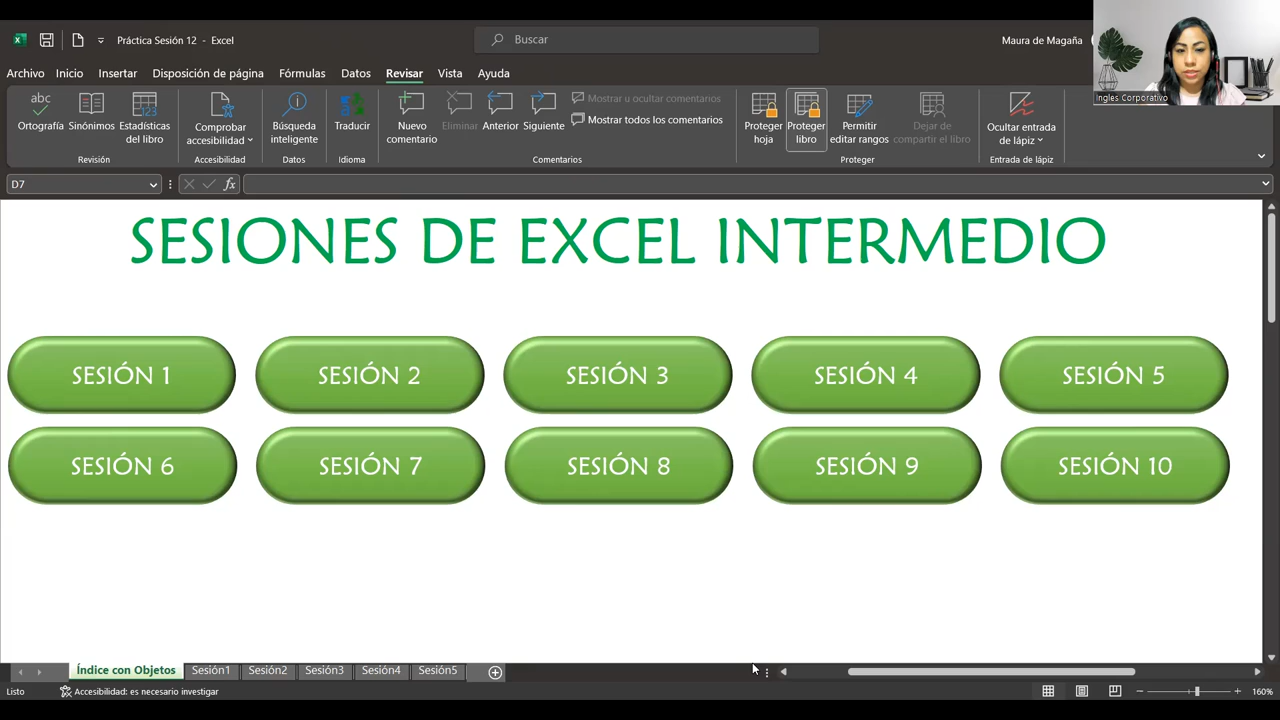 Práctica Sesión 12 - Excel
Buscar
Maura de Magaña
Ingles Corporativo
Archivo Inicio Insertar Disposición de página Fórmulas Datos Revisar Vista Ayuda
abc
Ortografía
Sinónimos
Estadísticas del libro
Revisión
Comprobar accesibilidad
Accesibilidad
Búsqueda inteligente
Datos
Traducir
Idioma
Nuevo comentario
Eliminar
Anterior
Siguiente
Mostrar u ocultar comentarios
Mostrar todos los comentarios
Comentarios
Proteger hoja
Proteger libro
Permitir editar rangos
Dejar de compartir el libro
Proteger
Ocultar entrada de lápiz
Entrada de lápiz
D7
fx
SESIONES DE EXCEL INTERMEDIO
SESIÓN 1 SESIÓN 2 SESIÓN 3 SESIÓN 4 SESIÓN 5
SESIÓN 6 SESIÓN 7 SESIÓN 8 SESIÓN 9 SESIÓN 10
Índice con Objetos Sesión1 Sesión2 Sesión3 Sesión4 Sesión5
Listo Accesibilidad: es necesario investigar 160%